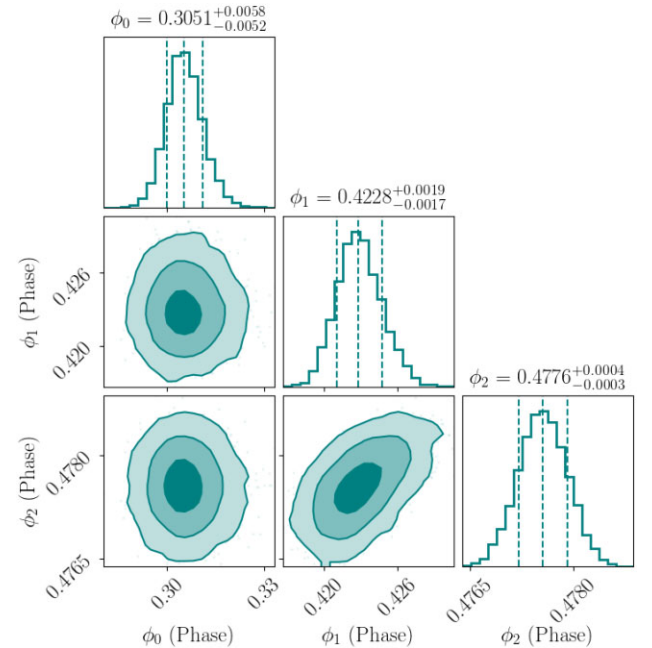 ϕ₀ = 0.3051⁺⁰·⁰⁰⁵⁸₋₀.₀₀₅₂
ϕ₁ = 0.4228⁺⁰·⁰⁰¹⁹₋₀.₀₀₁₇
ϕ₁ (Phase)
0.426
0.420
ϕ₂ = 0.4776⁺⁰·⁰⁰⁰⁴₋₀.₀₀₀₃
ϕ₂ (Phase)
0.4780
0.4765
0.30 0.33 0.420 0.426 0.4765 0.4780
ϕ₀ (Phase) ϕ₁ (Phase) ϕ₂ (Phase)